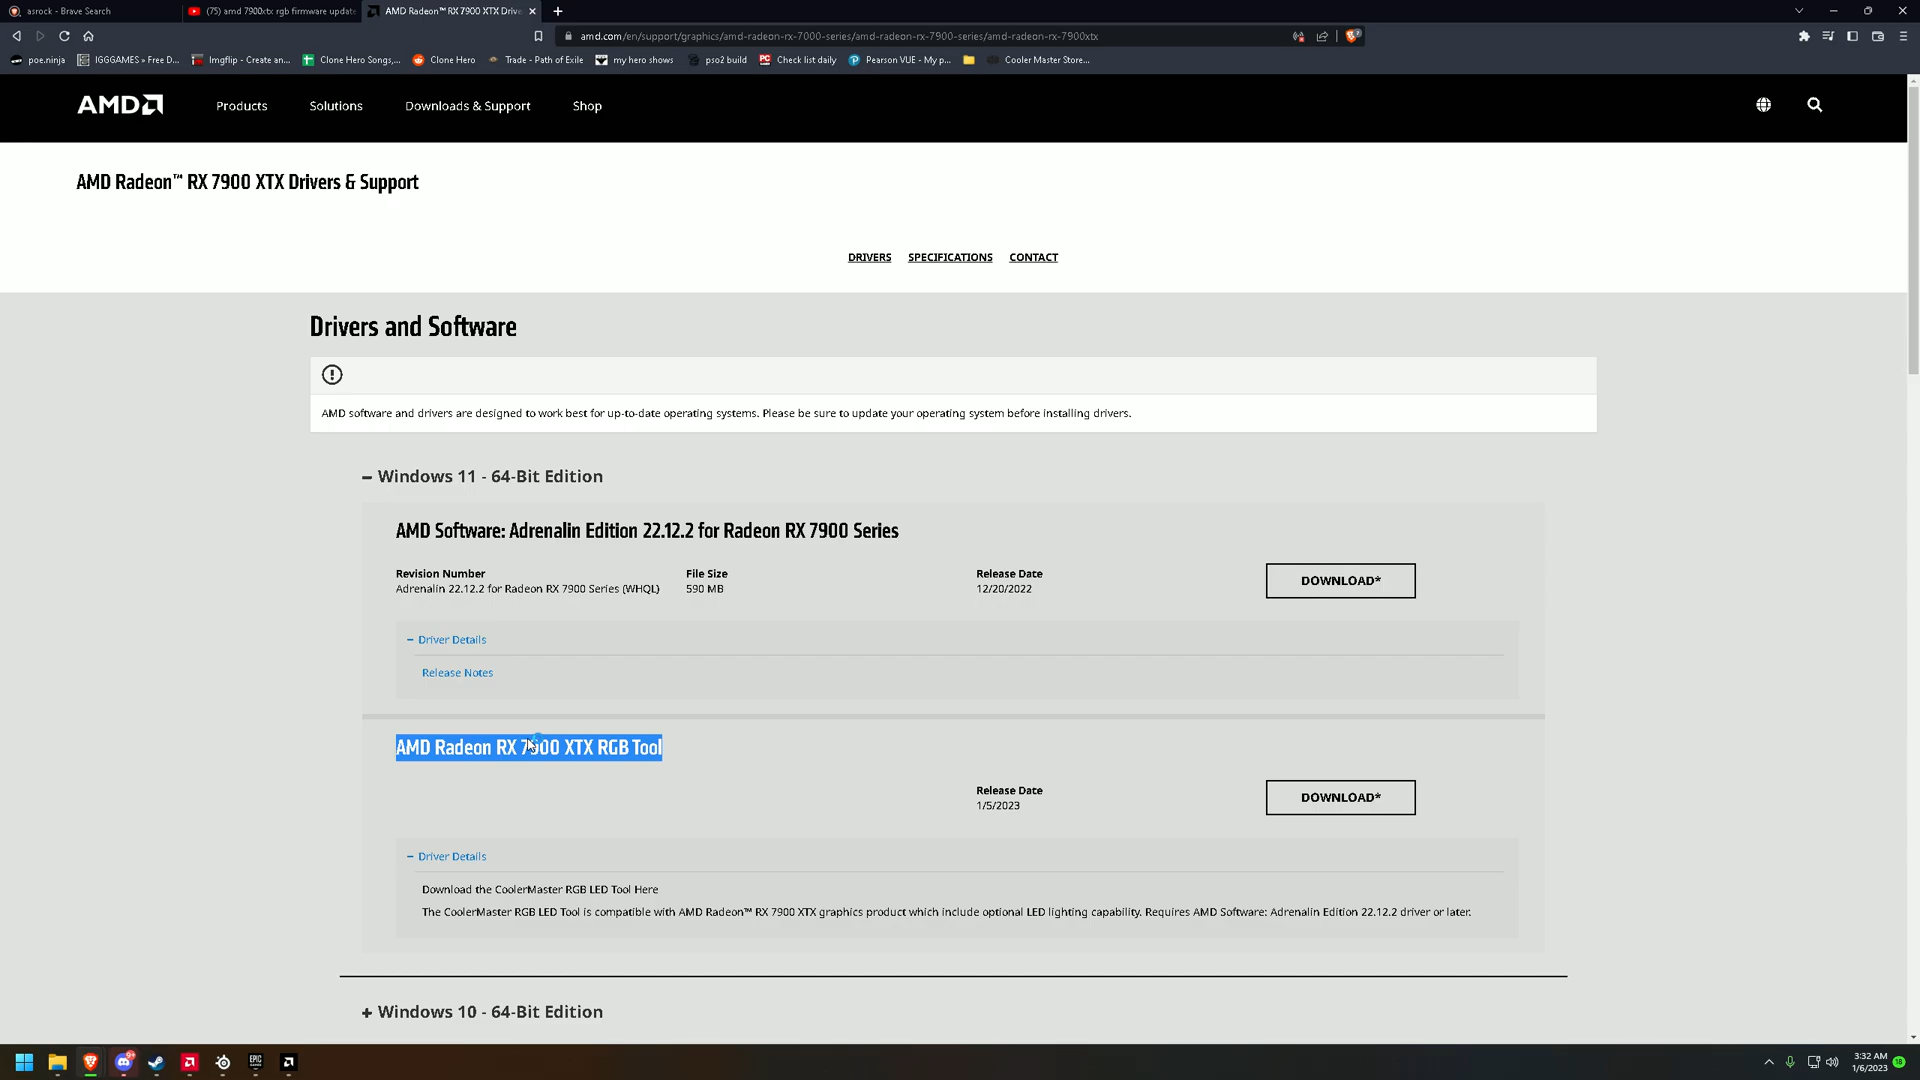 asrock - Brave Search
(75) amd 7900xtx rgb firmware update
AMD Radeon™ RX 7900 XTX Drive
amd.com/en/support/graphics/amd-radeon-rx-7000-series/amd-radeon-rx-7900-series/amd-radeon-rx-7900xtx
poe.ninja
IGGGAMES » Free D...
Imgflip - Create an...
Clone Hero Songs,...
Clone Hero
Trade - Path of Exile
my hero shows
pso2 build
Check list daily
Pearson VUE - My p...
Cooler Master Store...
AMD
Products
Solutions
Downloads & Support
Shop
AMD Radeon™ RX 7900 XTX Drivers & Support
DRIVERS
SPECIFICATIONS
CONTACT
Drivers and Software
AMD software and drivers are designed to work best for up-to-date operating systems. Please be sure to update your operating system before installing drivers.
– Windows 11 - 64-Bit Edition
AMD Software: Adrenalin Edition 22.12.2 for Radeon RX 7900 Series
Revision Number
File Size
Release Date
Adrenalin 22.12.2 for Radeon RX 7900 Series (WHQL)
590 MB
12/20/2022
DOWNLOAD*
– Driver Details
Release Notes
AMD Radeon RX 7900 XTX RGB Tool
Release Date
1/5/2023
DOWNLOAD*
– Driver Details
Download the CoolerMaster RGB LED Tool Here
The CoolerMaster RGB LED Tool is compatible with AMD Radeon™ RX 7900 XTX graphics product which include optional LED lighting capability. Requires AMD Software: Adrenalin Edition 22.12.2 driver or later.
+ Windows 10 - 64-Bit Edition
3:32 AM
1/6/2023
18